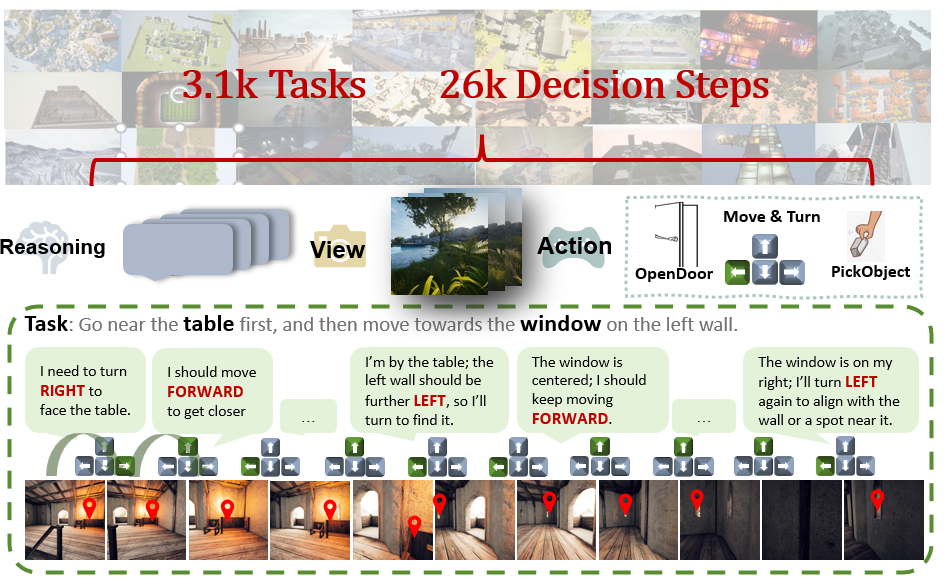 3.1k Tasks 26k Decision Steps
Reasoning
View
Action
Move & Turn
OpenDoor
PickObject
Task: Go near the table first, and then move towards the window on the left wall.
I need to turn
RIGHT to
face the table.
I should move
FORWARD
to get closer
...
I'm by the table; the
left wall should be
further LEFT, so I'll
turn to find it.
The window is
centered; I should
keep moving
FORWARD.
...
The window is on my
right; I'll turn LEFT
again to align with the
wall or a spot near it.